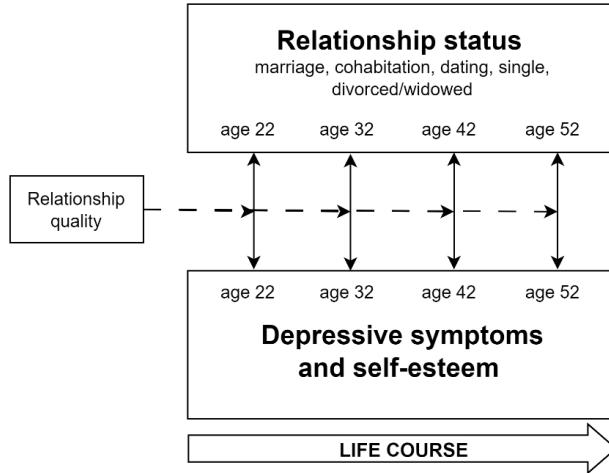 Relationship status
marriage, cohabitation, dating, single,
divorced/widowed
age 22 age 32 age 42 age 52
Relationship
quality
age 22 age 32 age 42 age 52
Depressive symptoms
and self-esteem
LIFE COURSE